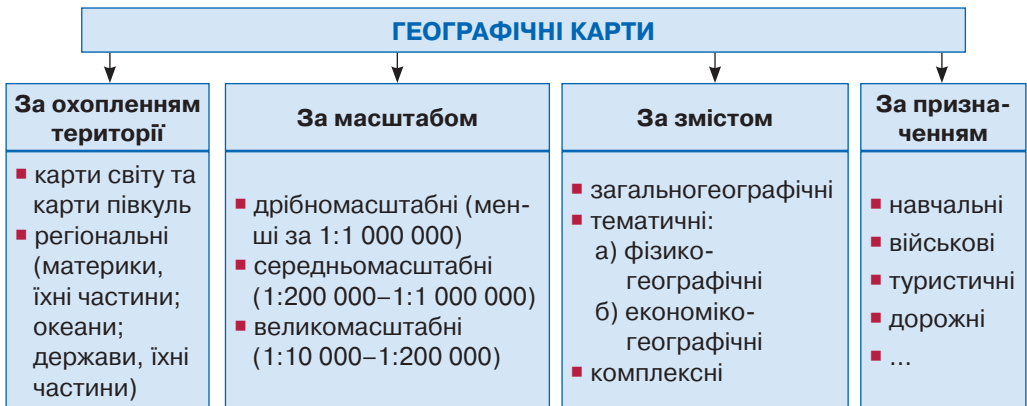 ГЕОГРАФІЧНІ КАРТИ
За охопленням
території
▪ карти світу та
карти півкуль
▪ регіональні
(материки,
їхні частини;
океани;
держави, їхні
частини)
За масштабом
▪ дрібномасштабні (мен-
ші за 1:1 000 000)
▪ середньомасштабні
(1:200 000–1:1 000 000)
▪ великомасштабні
(1:10 000–1:200 000)
За змістом
▪ загальногеографічні
▪ тематичні:
а) фізико-
географічні
б) економіко-
географічні
▪ комплексні
За призна-
ченням
▪ навчальні
▪ військові
▪ туристичні
▪ дорожні
▪ ...